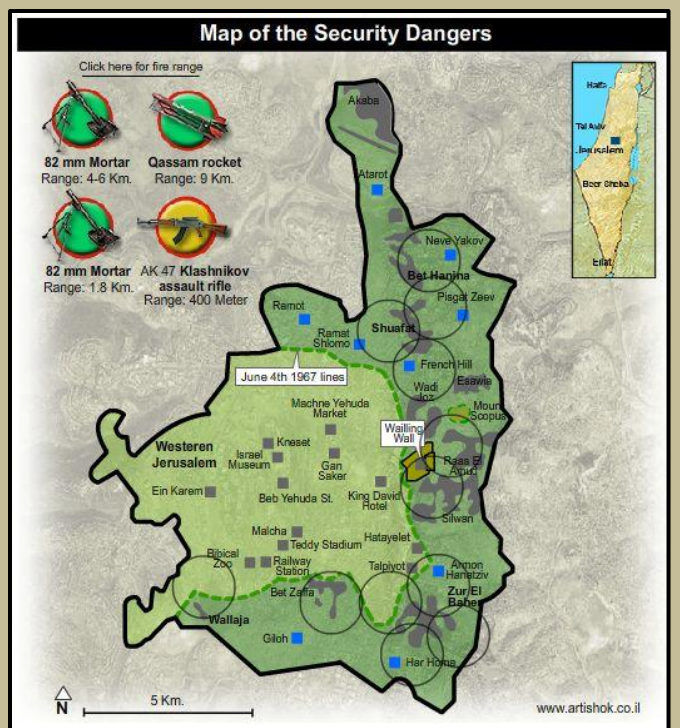 Map of the Security Dangers
Click here for fire range
82 mm Mortar
Range: 4-6 Km.
Qassam rocket
Range: 9 Km.
82 mm Mortar
Range: 1.8 Km.
AK 47 Klashnikov
assault rifle
Range: 400 Meter
Haifa
Tel Aviv
Jerusalem
Beer Sheba
Eilat
Akaba
Atarot
Neve Yakov
Bet Hanina
Pisgat Zeev
Ramot
Ramat
Shlomo
Shuafat
French Hill
June 4th 1967 lines
Wadi
Joz
Esawia
Machne Yehuda
Market
Mount
Scopus
Wailling
Wall
Westeren
Jerusalem
Kneset
Israel
Museum
Gan
Saker
Rass El
Amud
Ein Karem
Beb Yehuda St.
King David
Hotel
Silwan
Malcha
Teddy Stadium
Hatayelet
Bibical
Zoo
Railway
Station
Talpiyot
Armon
Hanatziv
Bet Zaffa
Zur El
Baher
Wallaja
Giloh
Har Homa
N
5 Km.
www.artishok.co.il